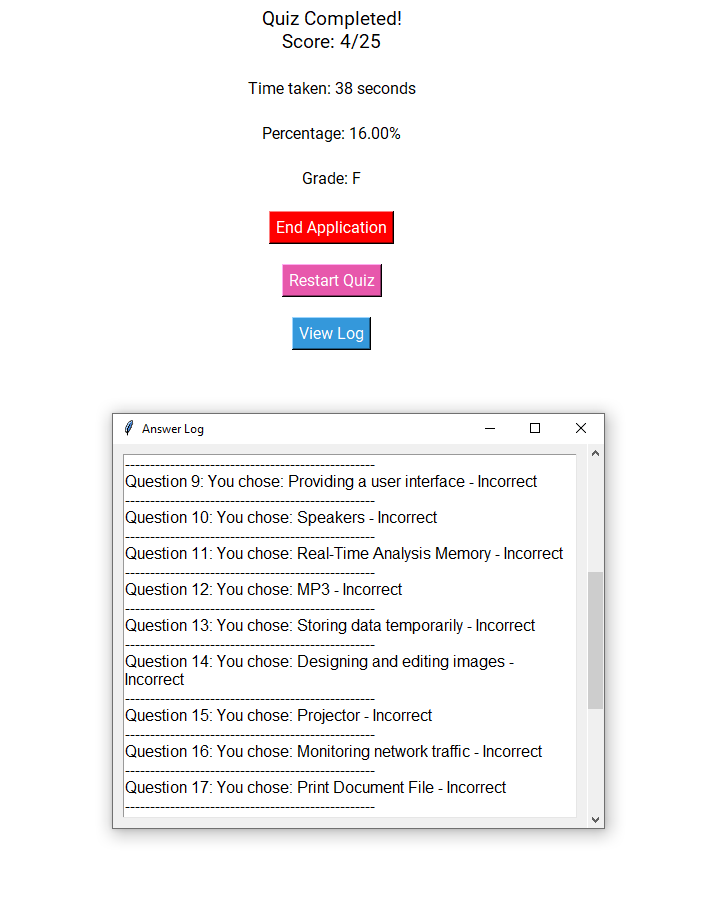 Quiz Completed!
Score: 4/25
Time taken: 38 seconds
Percentage: 16.00%
Grade: F
End Application
Restart Quiz
View Log
Answer Log
--------------------------------------------------
Question 9: You chose: Providing a user interface - Incorrect
--------------------------------------------------
Question 10: You chose: Speakers - Incorrect
--------------------------------------------------
Question 11: You chose: Real-Time Analysis Memory - Incorrect
--------------------------------------------------
Question 12: You chose: MP3 - Incorrect
--------------------------------------------------
Question 13: You chose: Storing data temporarily - Incorrect
--------------------------------------------------
Question 14: You chose: Designing and editing images -
Incorrect
--------------------------------------------------
Question 15: You chose: Projector - Incorrect
--------------------------------------------------
Question 16: You chose: Monitoring network traffic - Incorrect
--------------------------------------------------
Question 17: You chose: Print Document File - Incorrect
--------------------------------------------------